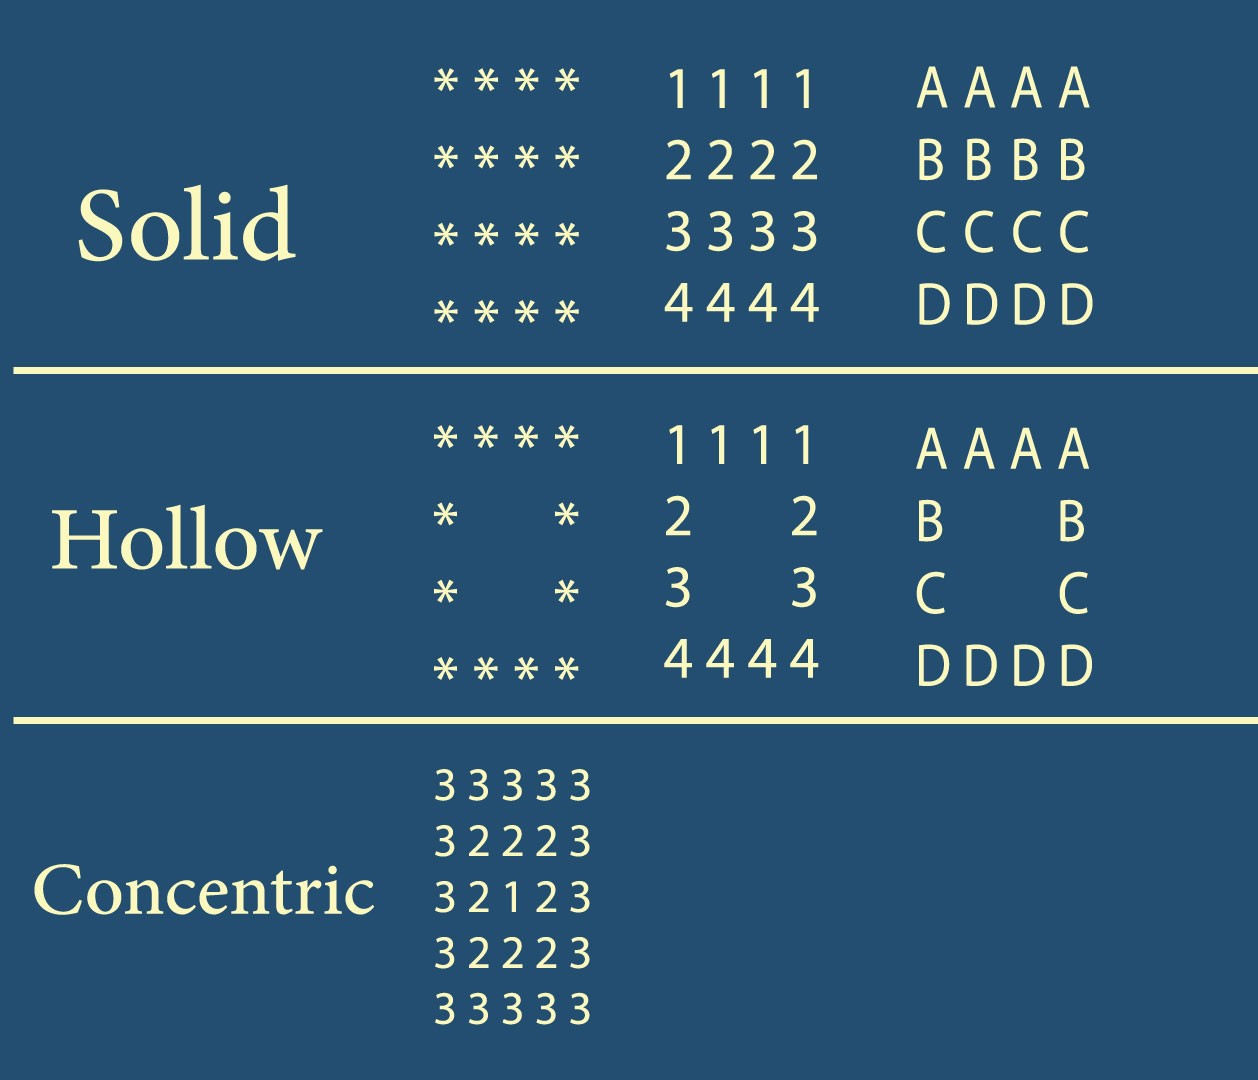 Solid
* * * *   1 1 1 1   A A A A
* * * *   2 2 2 2   B B B B
* * * *   3 3 3 3   C C C C
* * * *   4 4 4 4   D D D D
Hollow
* * * *   1 1 1 1   A A A A
*     *   2     2   B     B
*     *   3     3   C     C
* * * *   4 4 4 4   D D D D
Concentric
3 3 3 3 3
3 2 2 2 3
3 2 1 2 3
3 2 2 2 3
3 3 3 3 3